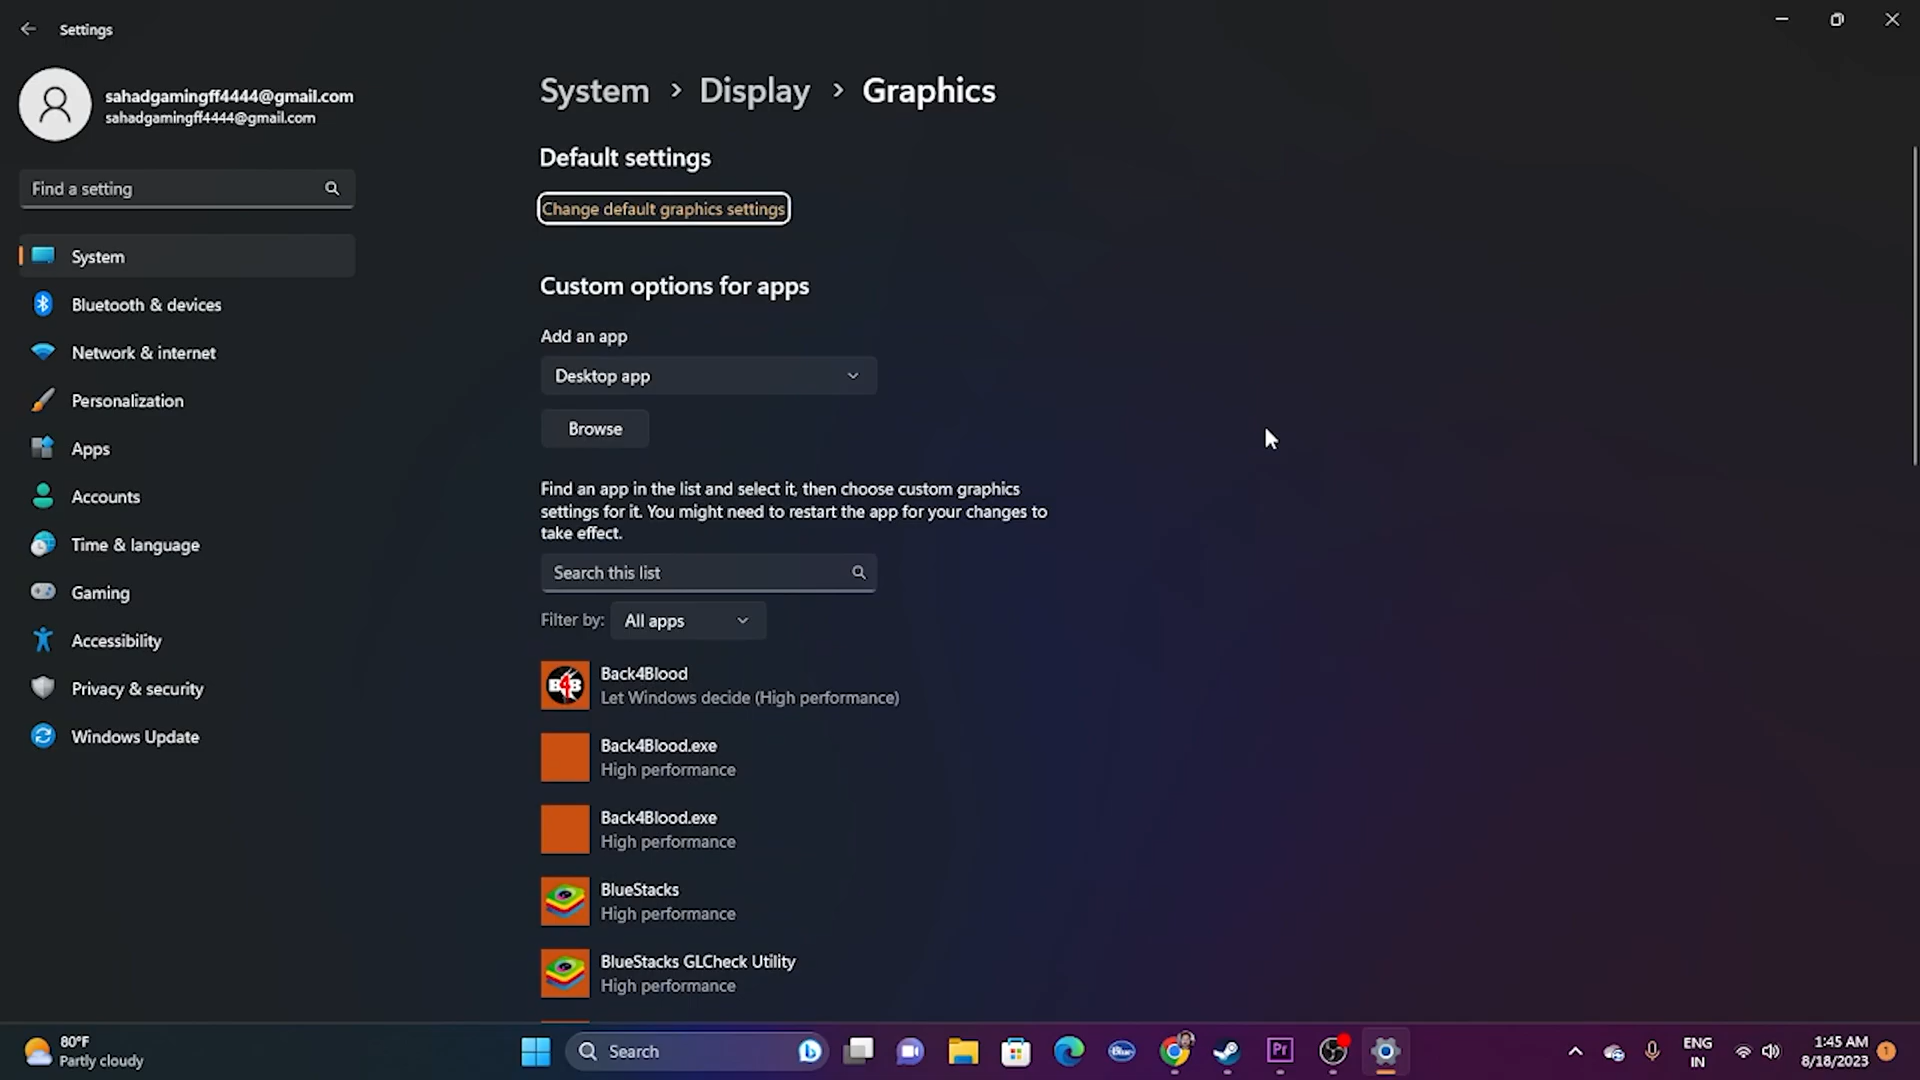 Settings
sahadgamingff4444@gmail.com
sahadgamingff4444@gmail.com
Find a setting
System
Bluetooth & devices
Network & internet
Personalization
Apps
Accounts
Time & language
Gaming
Accessibility
Privacy & security
Windows Update
System > Display > Graphics
Default settings
Change default graphics settings
Custom options for apps
Add an app
Desktop app
Browse
Find an app in the list and select it, then choose custom graphics
settings for it. You might need to restart the app for your changes to
take effect.
Search this list
Filter by: All apps
B4B
Back4Blood
Let Windows decide (High performance)
Back4Blood.exe
High performance
Back4Blood.exe
High performance
BlueStacks
High performance
BlueStacks GLCheck Utility
High performance
80°F
Partly cloudy
Search
Blue
Pr
ENG
IN
1:45 AM
8/18/2023
1